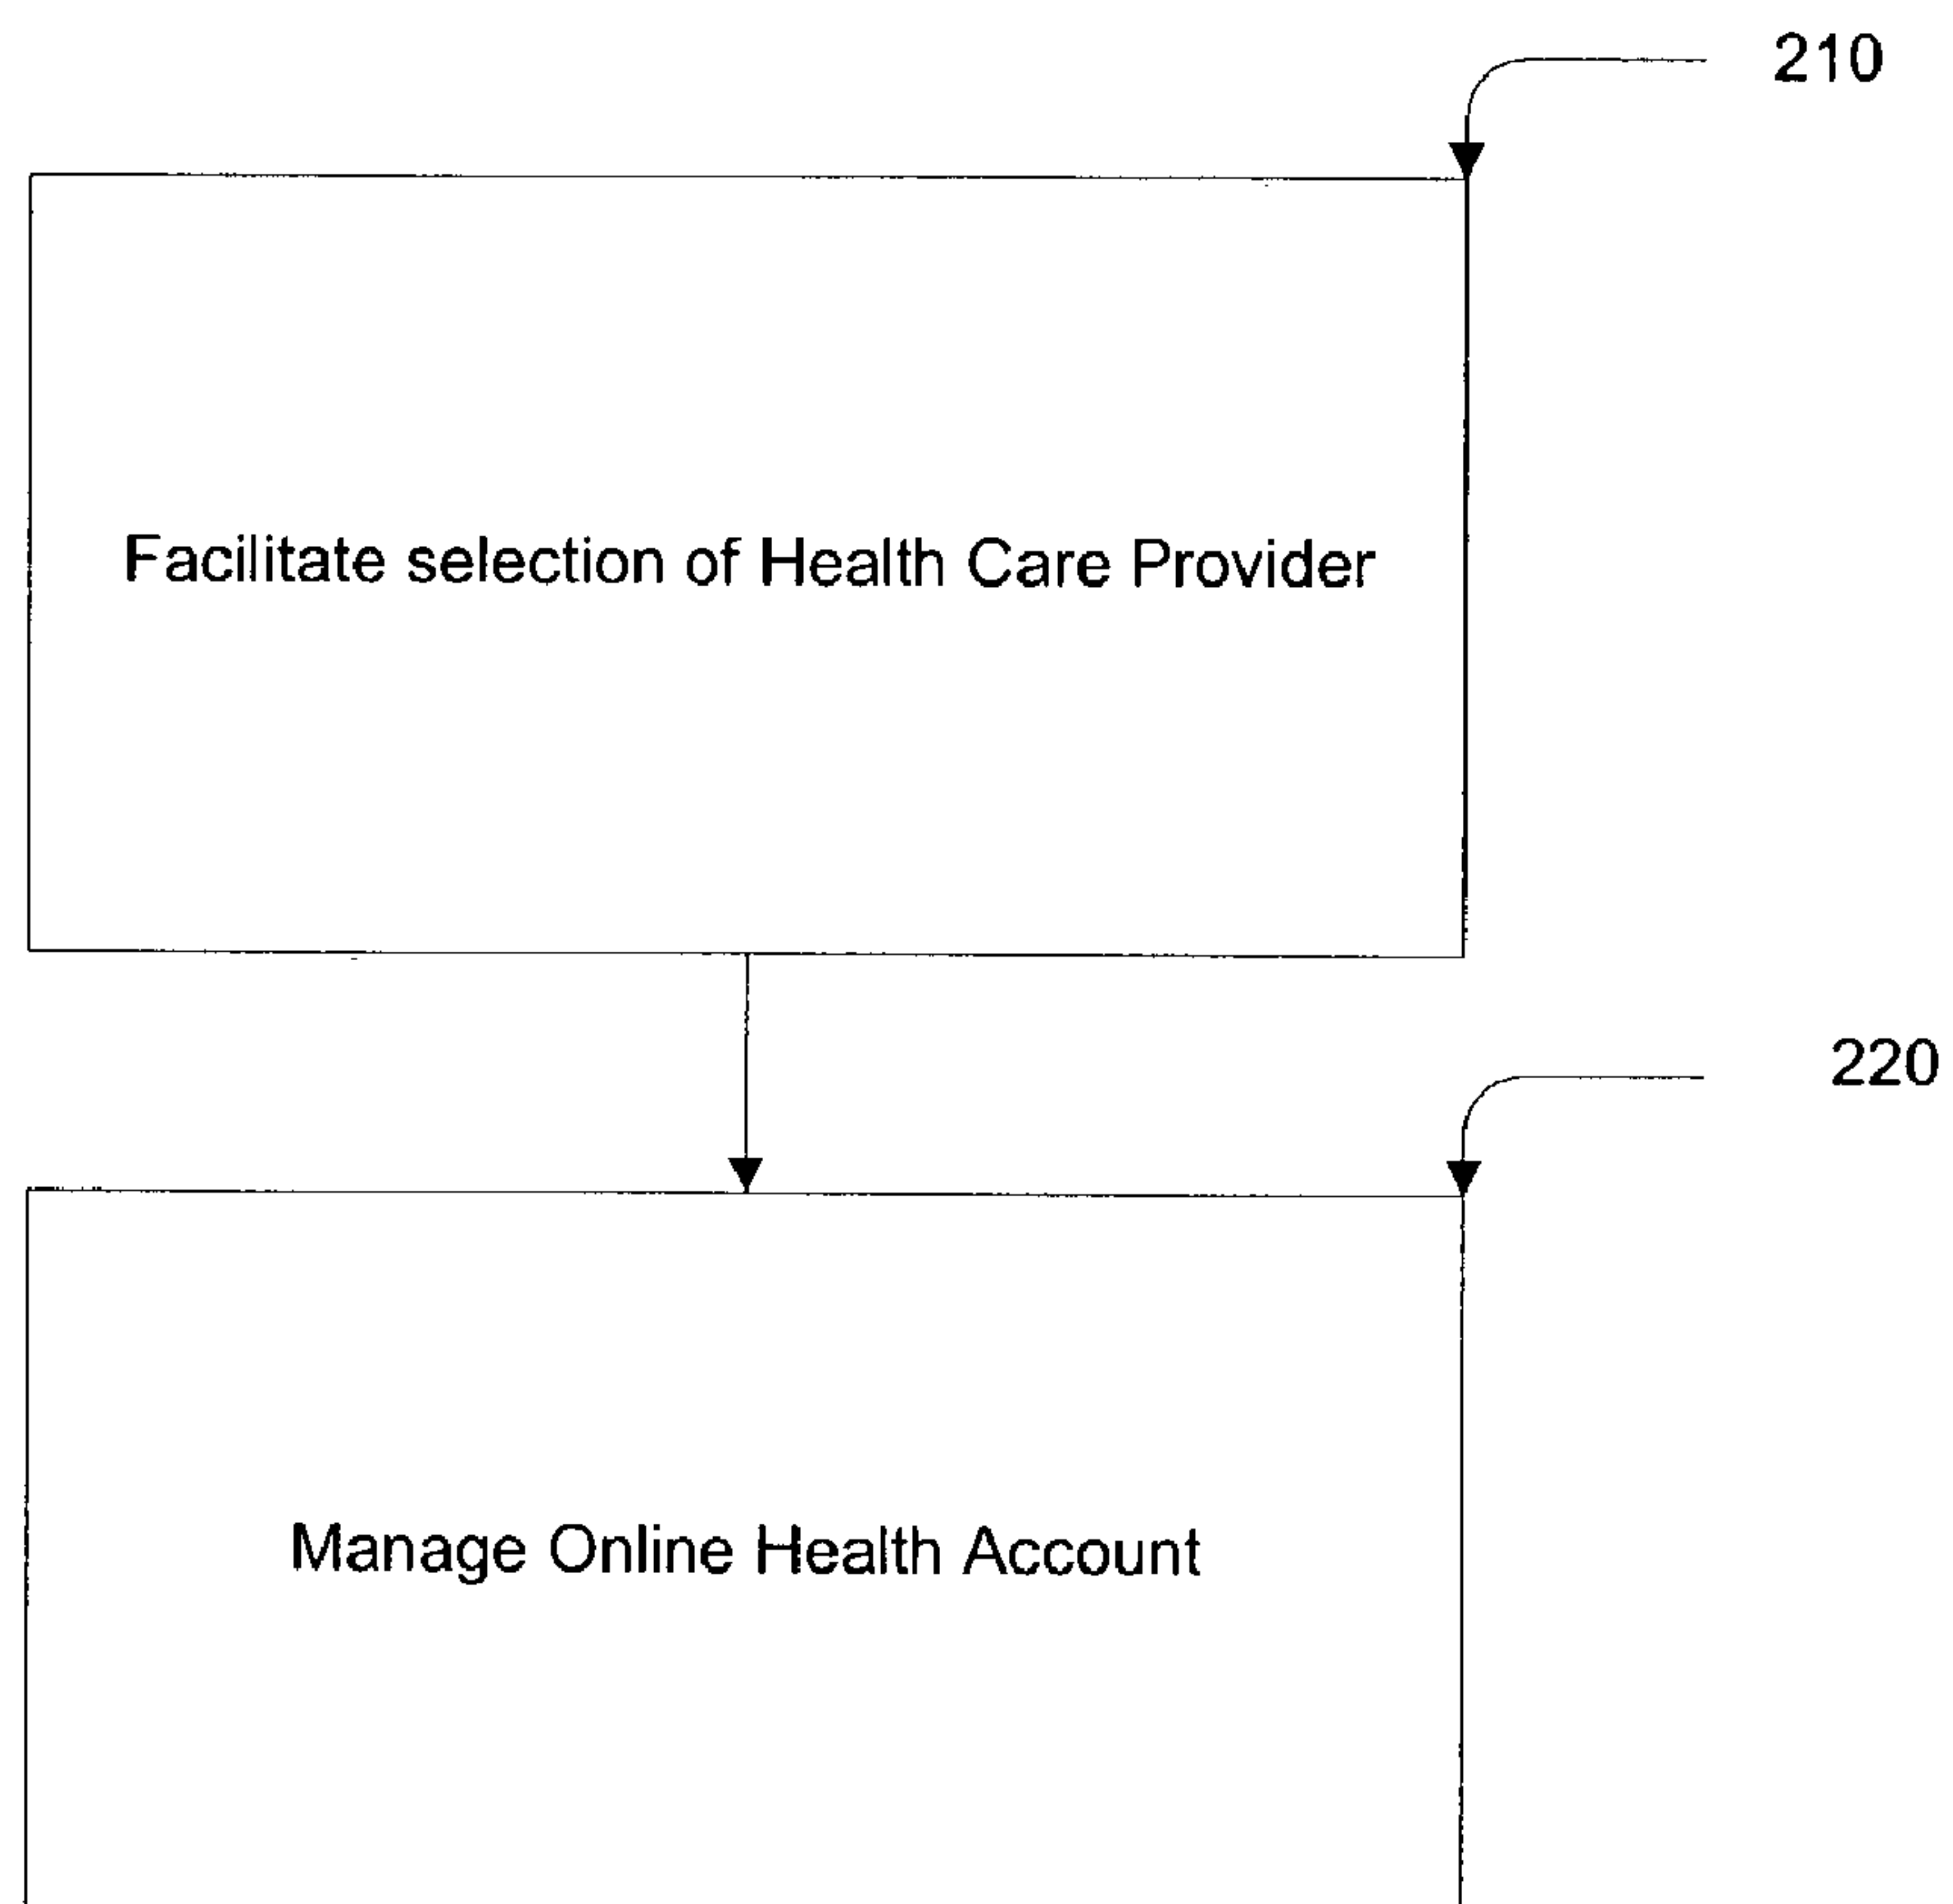 210
Facilitate selection of Health Care Provider
220
Manage Online Health Account